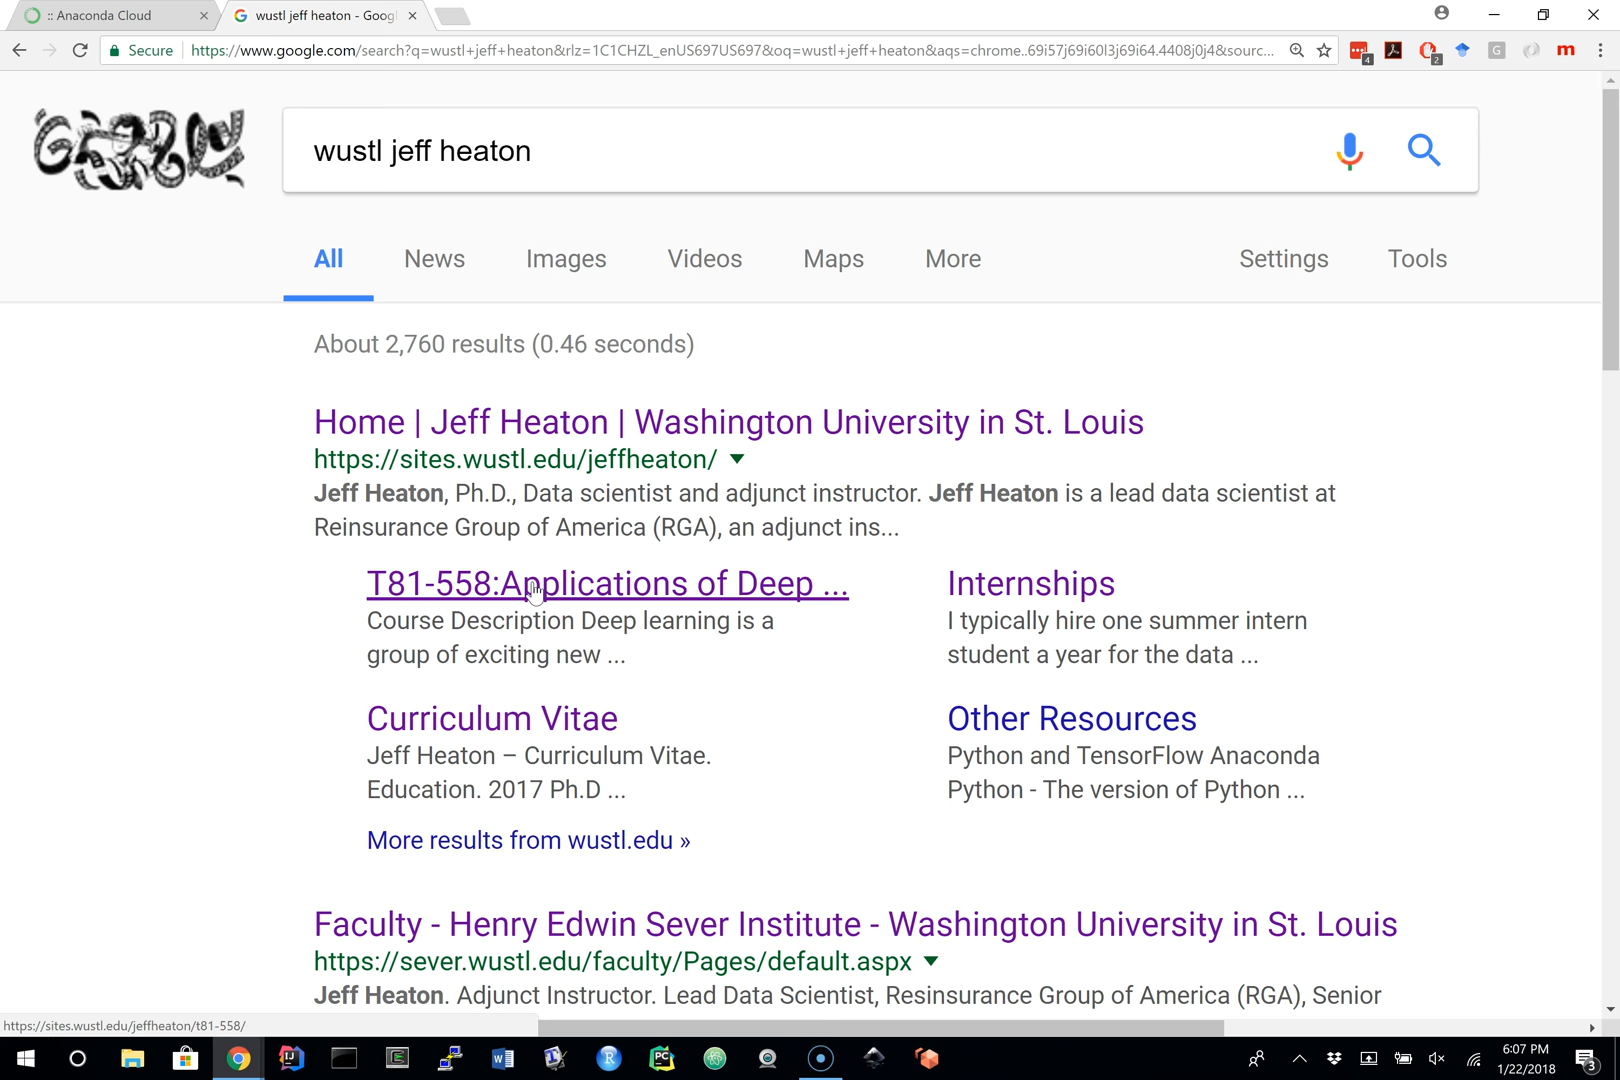 :: Anaconda Cloud
wustl jeff heaton - Goog
Secure
https://www.google.com/search?q=wustl+jeff+heaton&rlz=1C1CHZL_enUS697US697&oq=wustl+jeff+heaton&aqs=chrome..69i57j69i60l3j69i64.4408j0j4&sourc...
4
2
G
m
wustl jeff heaton
All
News
Images
Videos
Maps
More
Settings
Tools
About 2,760 results (0.46 seconds)
Home | Jeff Heaton | Washington University in St. Louis
https://sites.wustl.edu/jeffheaton/
Jeff Heaton, Ph.D., Data scientist and adjunct instructor. Jeff Heaton is a lead data scientist at
Reinsurance Group of America (RGA), an adjunct ins...
T81-558:Applications of Deep ...
Course Description Deep learning is a
group of exciting new ...
Internships
I typically hire one summer intern
student a year for the data ...
Curriculum Vitae
Jeff Heaton – Curriculum Vitae.
Education. 2017 Ph.D ...
Other Resources
Python and TensorFlow Anaconda
Python - The version of Python ...
More results from wustl.edu »
Faculty - Henry Edwin Sever Institute - Washington University in St. Louis
https://sever.wustl.edu/faculty/Pages/default.aspx
Jeff Heaton. Adjunct Instructor. Lead Data Scientist, Resinsurance Group of America (RGA), Senior
https://sites.wustl.edu/jeffheaton/t81-558/
IJ
W
R
PC
6:07 PM
1/22/2018
3